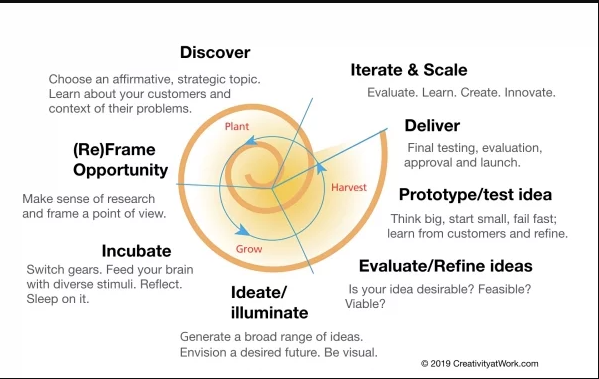 Discover
Choose an affirmative, strategic topic.
Learn about your customers and
context of their problems.
(Re)Frame
Opportunity
Make sense of research
and frame a point of view.
Incubate
Switch gears. Feed your brain
with diverse stimuli. Reflect.
Sleep on it.
Ideate/
illuminate
Generate a broad range of ideas.
Envision a desired future. Be visual.
Evaluate/Refine ideas
Is your idea desirable? Feasible?
Viable?
Prototype/test idea
Think big, start small, fail fast;
learn from customers and refine.
Deliver
Final testing, evaluation,
approval and launch.
Iterate & Scale
Evaluate. Learn. Create. Innovate.
Plant
Grow
Harvest
© 2019 CreativityatWork.com